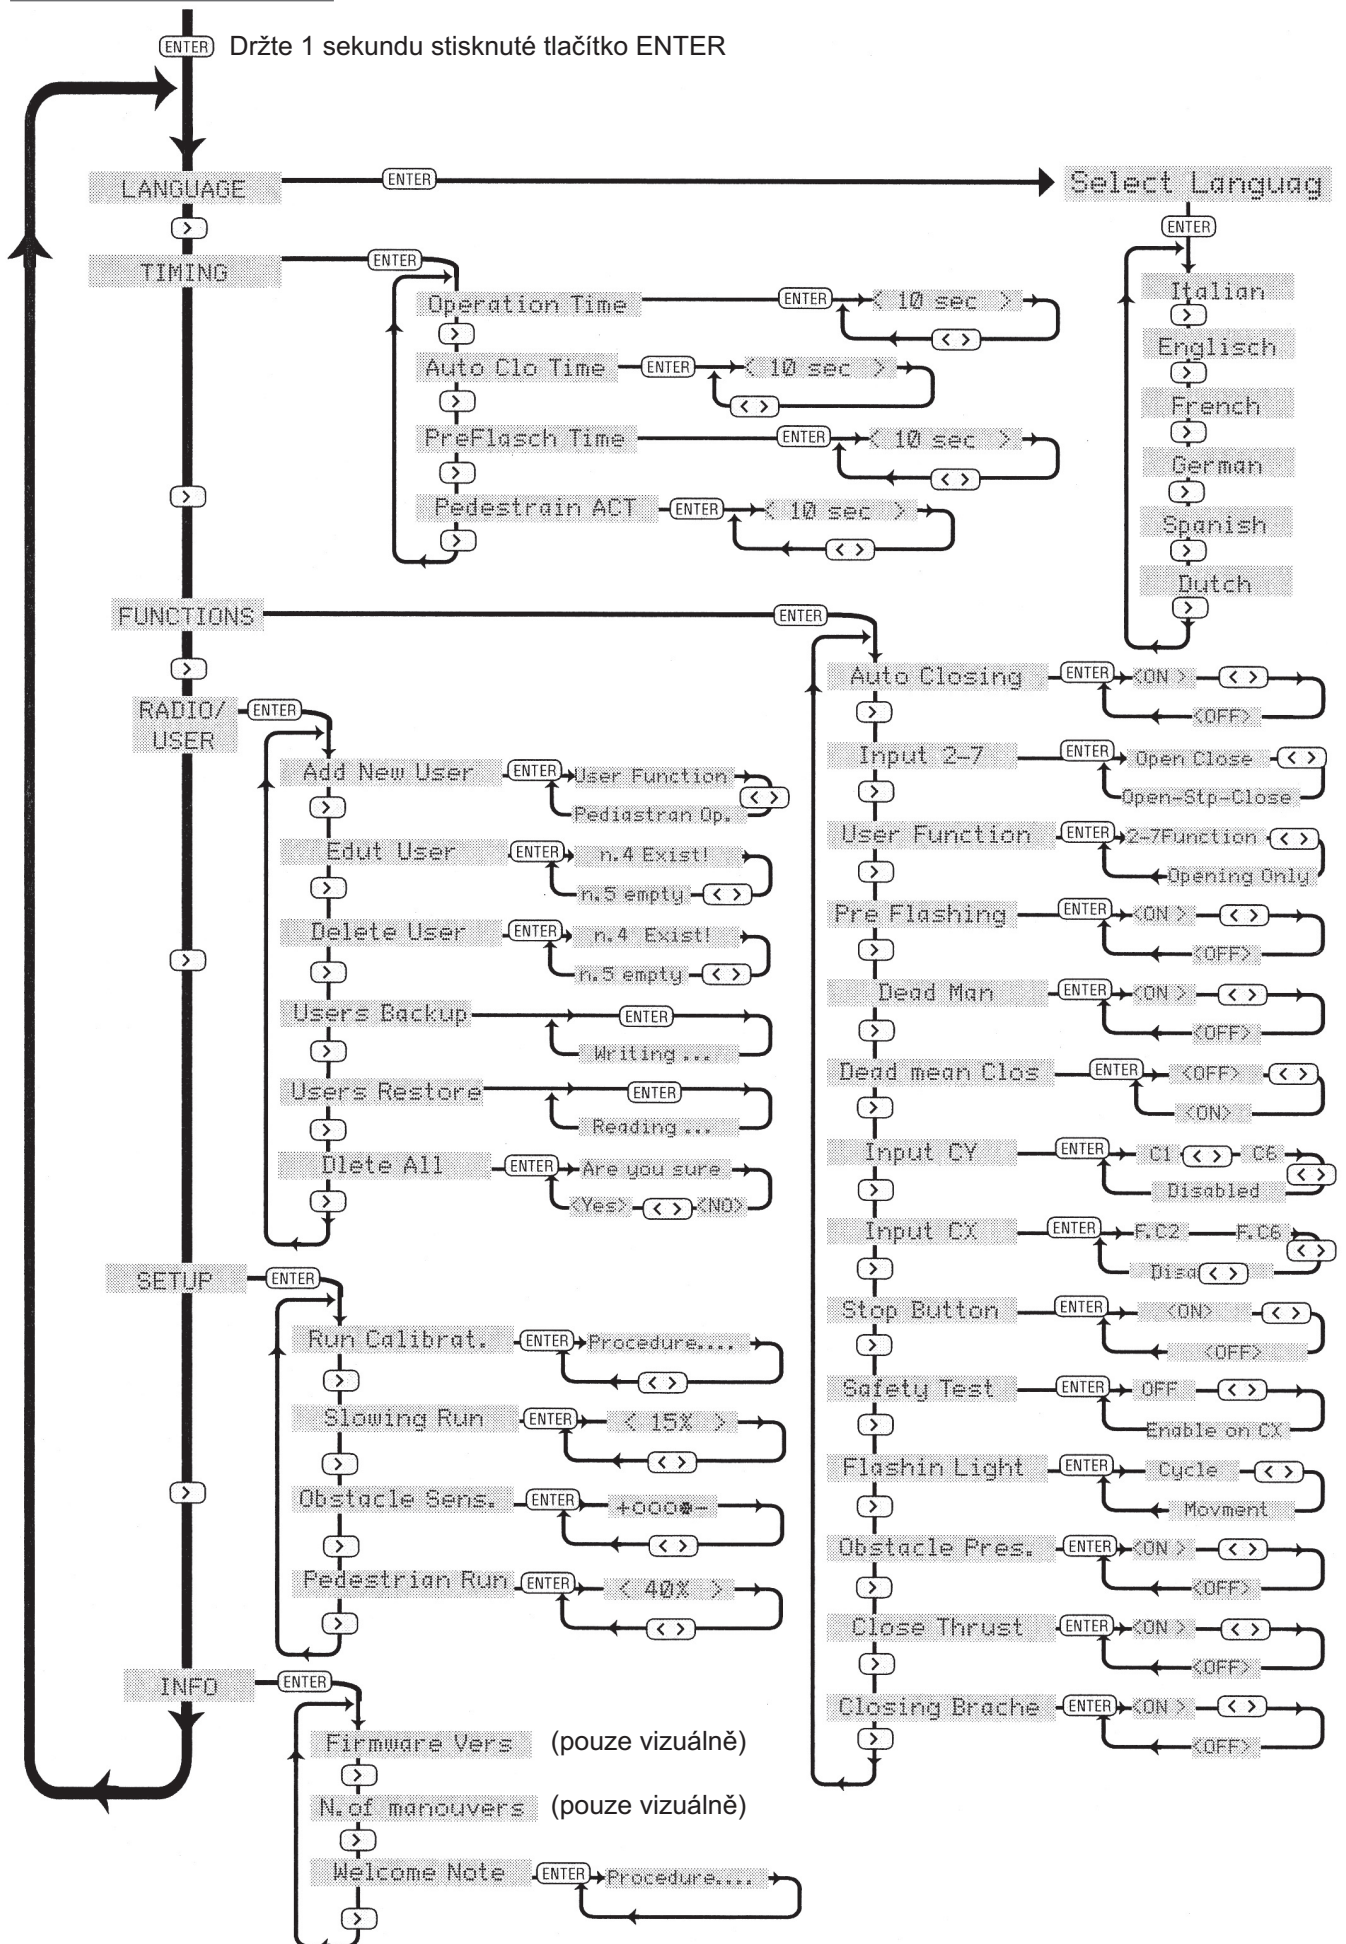 ENTER Držte 1 sekundu stisknuté tlačítko ENTER
LANGUAGE ENTER Select Languag
>
ENTER
TIMING ENTER
Italian
>
Englisch
>
French
>
German
>
Spanish
>
Dutch
>
Operation Time ENTER < 10 sec >
> < >
Auto Clo Time ENTER < 10 sec >
> < >
PreFlasch Time ENTER < 10 sec >
> < >
Pedestrain ACT ENTER < 10 sec >
> < >
>
FUNCTIONS ENTER
>
Auto Closing ENTER <ON > < >
> <OFF>
Input 2-7 ENTER Open Close < >
> Open-Stp-Close
User Function ENTER 2-7Function < >
> Opening Only
Pre Flashing ENTER <ON > < >
> <OFF>
Dead Man ENTER <ON > < >
> <OFF>
Dead mean Clos ENTER <OFF> < >
> <ON>
Input CY ENTER C1 < > C6
> Disabled < >
Input CX ENTER F.C2 F.C6
> Disa < > < >
Stop Button ENTER <ON> < >
> <OFF>
Safety Test ENTER OFF < >
> Enable on CX
Flashin Light ENTER Cycle < >
> Movment
Obstacle Pres. ENTER <ON > < >
> <OFF>
Close Thrust ENTER <ON > < >
> <OFF>
Closing Brache ENTER <ON > < >
> <OFF>
RADIO/ ENTER
USER
Add New User ENTER User Function
> Pediastran Op. < >
Edut User ENTER n.4 Exist!
> n.5 empty < >
Delete User ENTER n.4 Exist!
> n.5 empty < >
Users Backup ENTER
> Writing ...
Users Restore ENTER
> Reading ...
Dlete All ENTER Are you sure
> <Yes> < > <NO>
>
SETUP ENTER
Run Calibrat. ENTER Procedure....
> < >
Slowing Run ENTER < 15% >
> < >
Obstacle Sens. ENTER +ooo●-
> < >
Pedestrian Run ENTER < 40% >
> < >
>
INFO ENTER
Firmware Vers (pouze vizuálně)
>
N.of manouvers (pouze vizuálně)
>
Welcome Note ENTER Procedure....
>